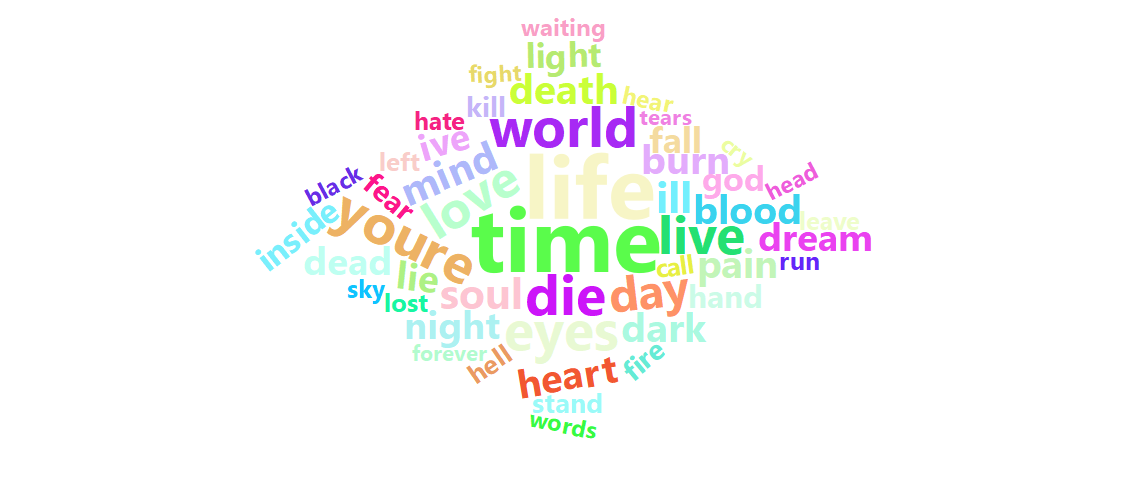 waiting
light
fight
death
hear
kill
hate
world
tears
ive
fall
cry
left
mind
burn
life
god
head
black
fear
love
ill
blood
leave
inside
youre
time
live
dream
dead
lie
call
pain
run
sky
lost
soul
die
day
hand
night
eyes
dark
forever
hell
heart
fire
stand
words